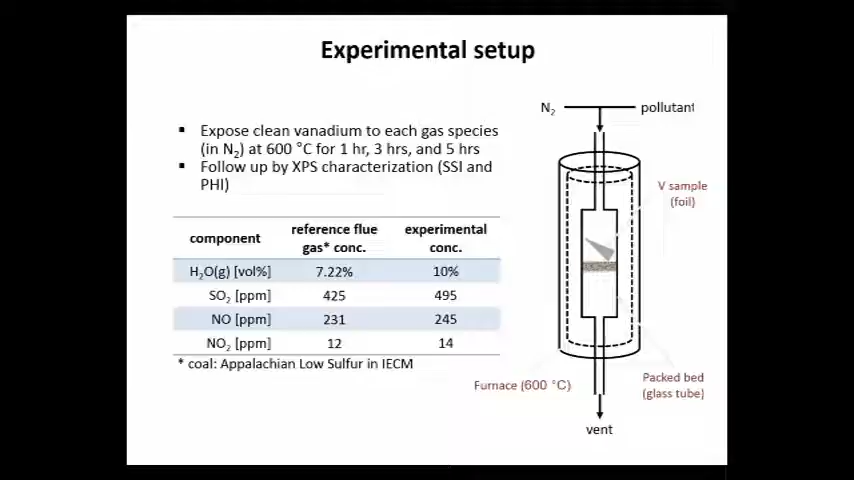 Experimental setup
▪ Expose clean vanadium to each gas species
(in N₂) at 600 °C for 1 hr, 3 hrs, and 5 hrs
▪ Follow up by XPS characterization (SSI and
PHI)
component reference flue gas* conc. experimental conc.
H₂O(g) [vol%] 7.22% 10%
SO₂ [ppm] 425 495
NO [ppm] 231 245
NO₂ [ppm] 12 14
* coal: Appalachian Low Sulfur in IECM
N₂ pollutant
V sample
(foil)
Furnace (600 °C)
Packed bed
(glass tube)
vent